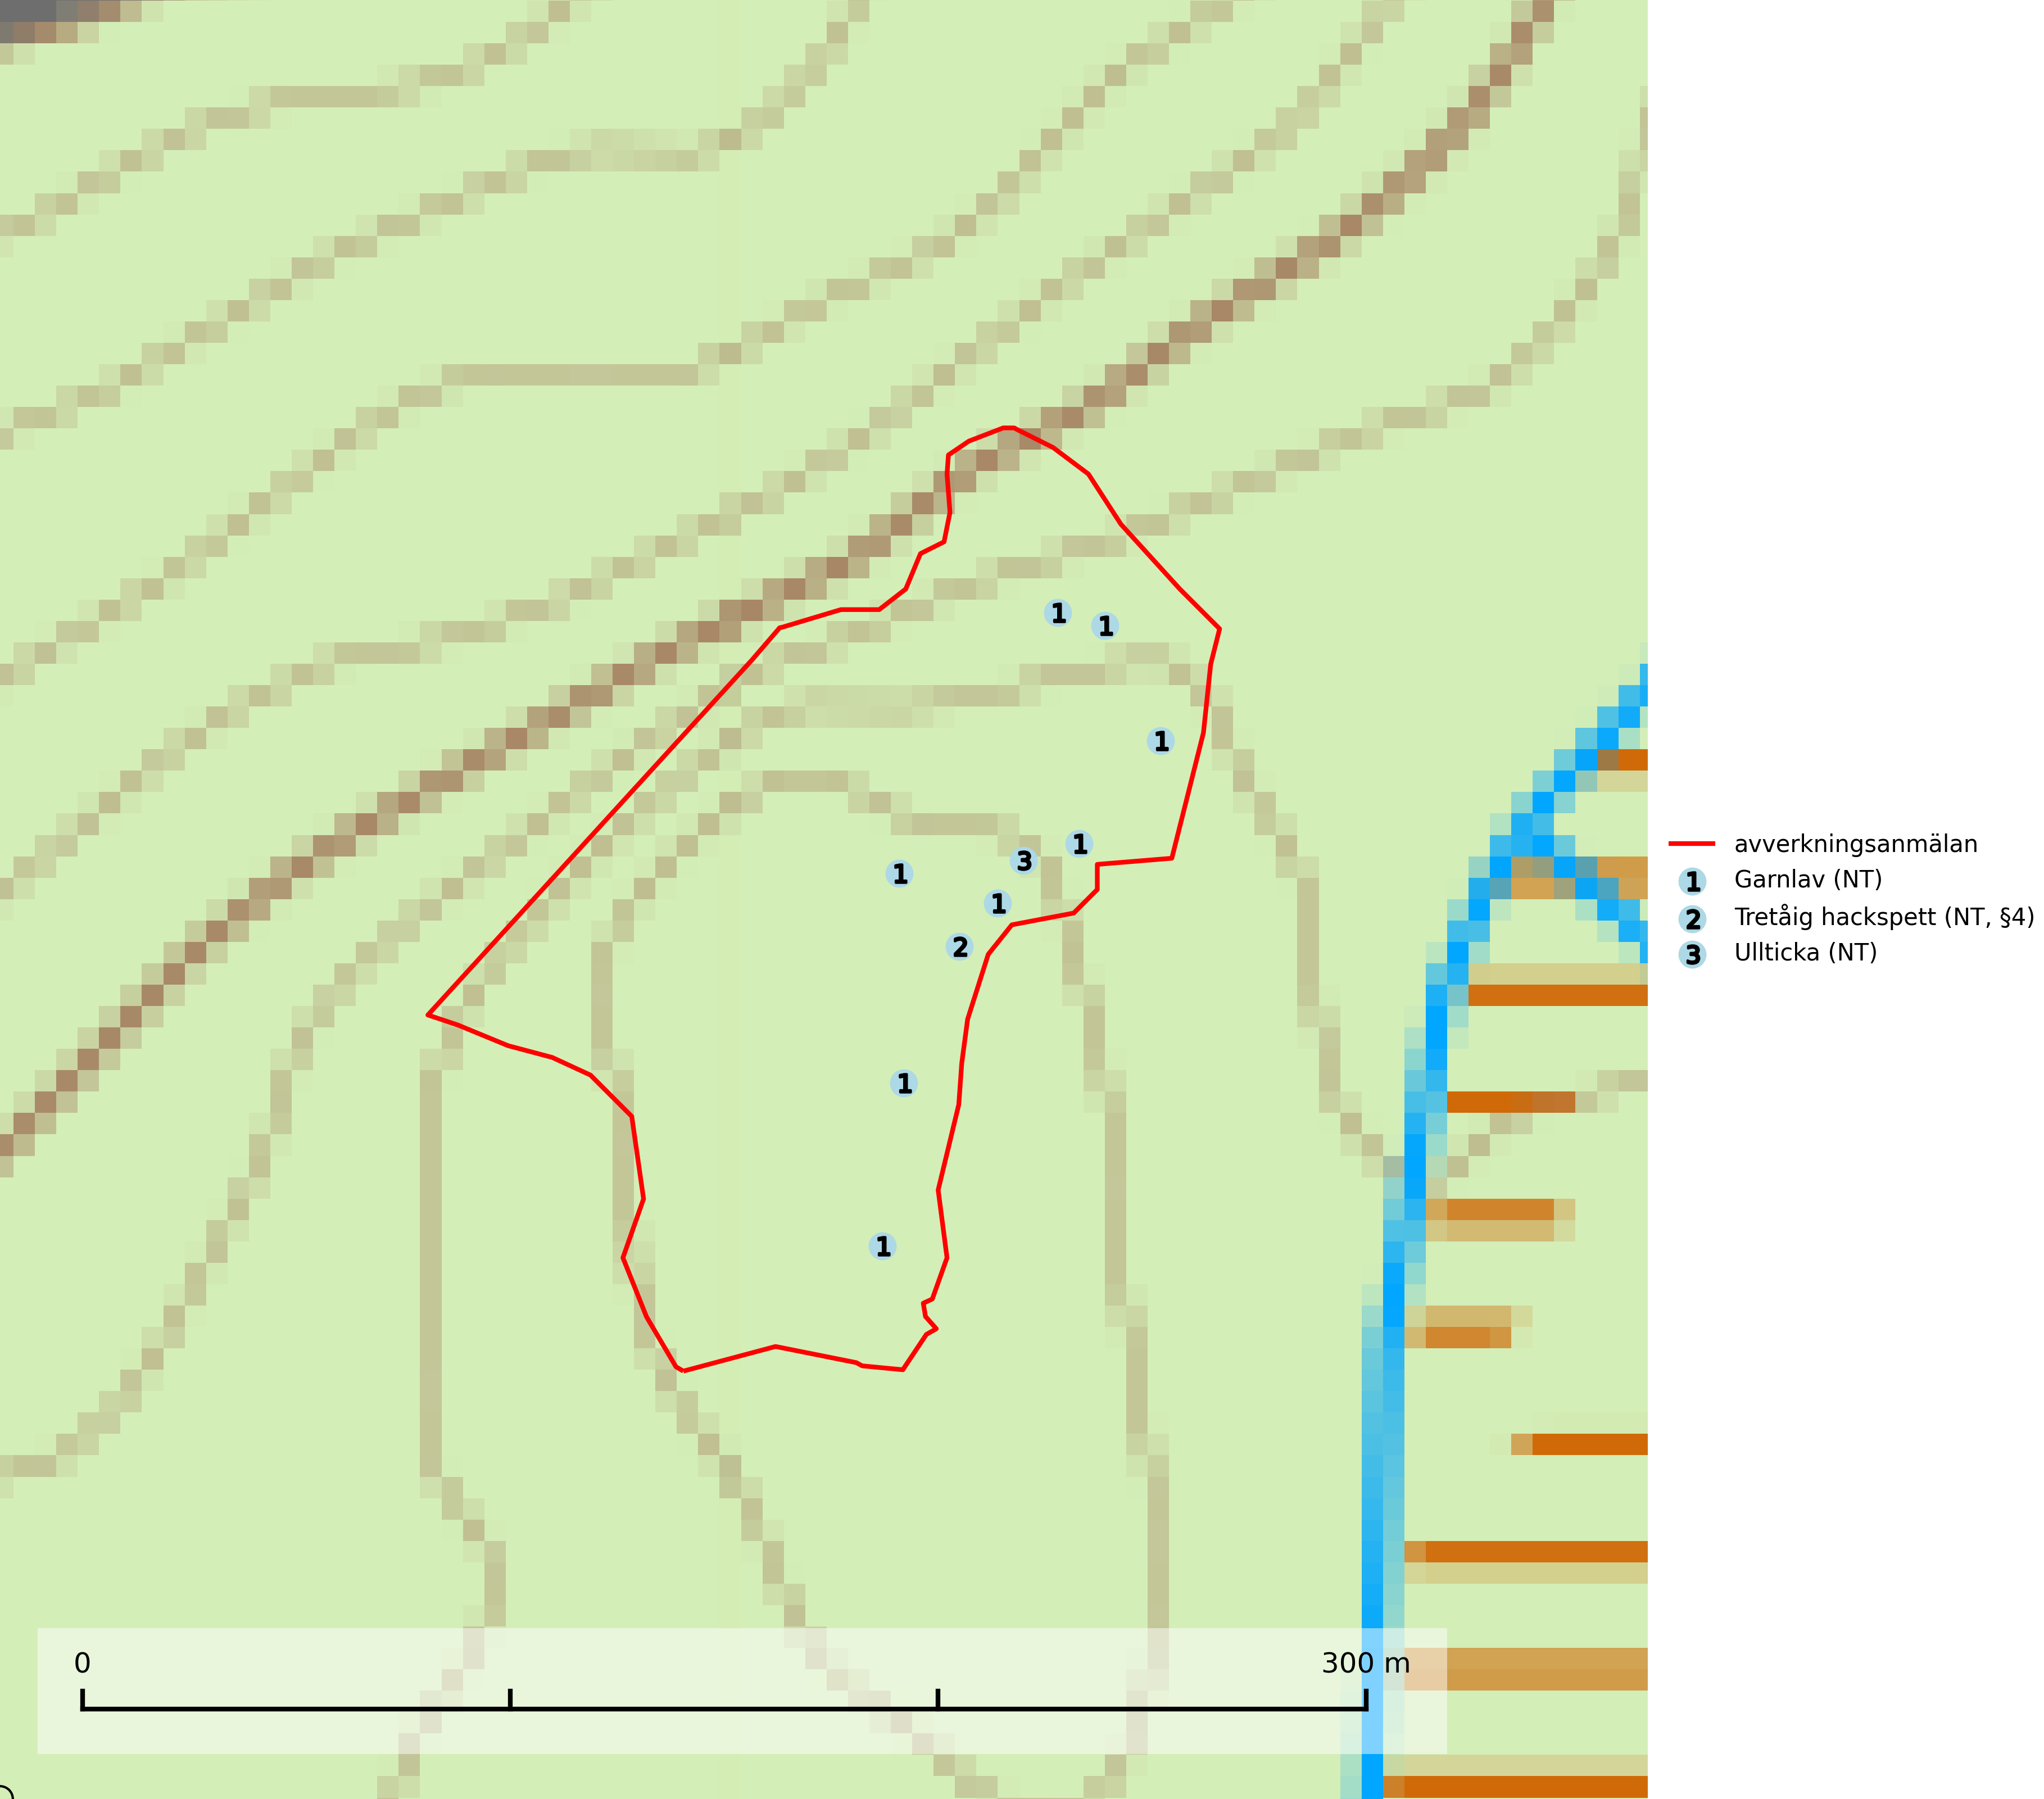 1
1
1
1
3
1
1
2
1
1
avverkningsanmälan
1 Garnlav (NT)
2 Tretåig hackspett (NT, §4)
3 Ullticka (NT)
0
300 m